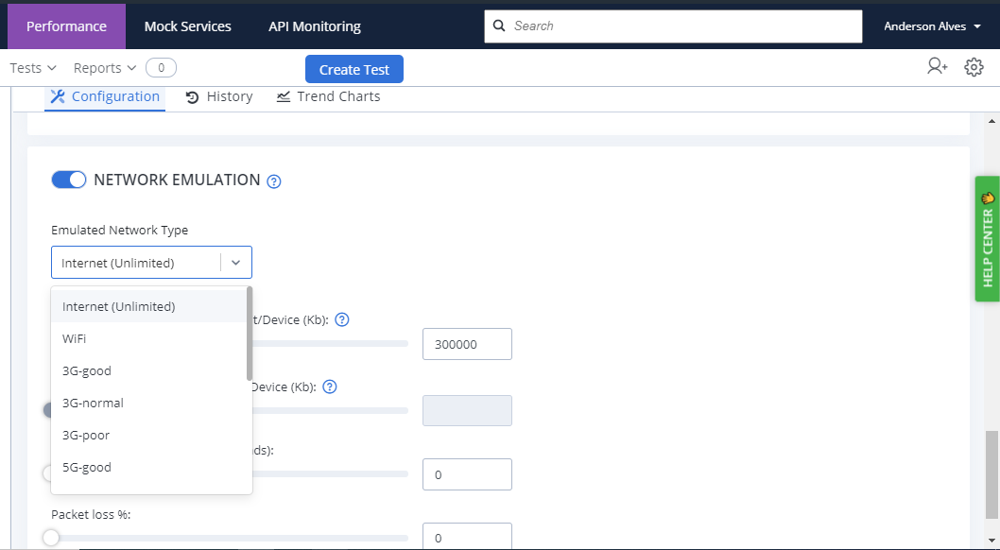 Performance Mock Services API Monitoring Search Anderson Alves
Tests Reports 0 Create Test
Configuration History Trend Charts
NETWORK EMULATION ?
Emulated Network Type
Internet (Unlimited)
Internet (Unlimited)
t/Device (Kb): ?
WiFi
300000
3G-good
Device (Kb): ?
3G-normal
3G-poor
ds):
5G-good
0
Packet loss %:
0
HELP CENTER